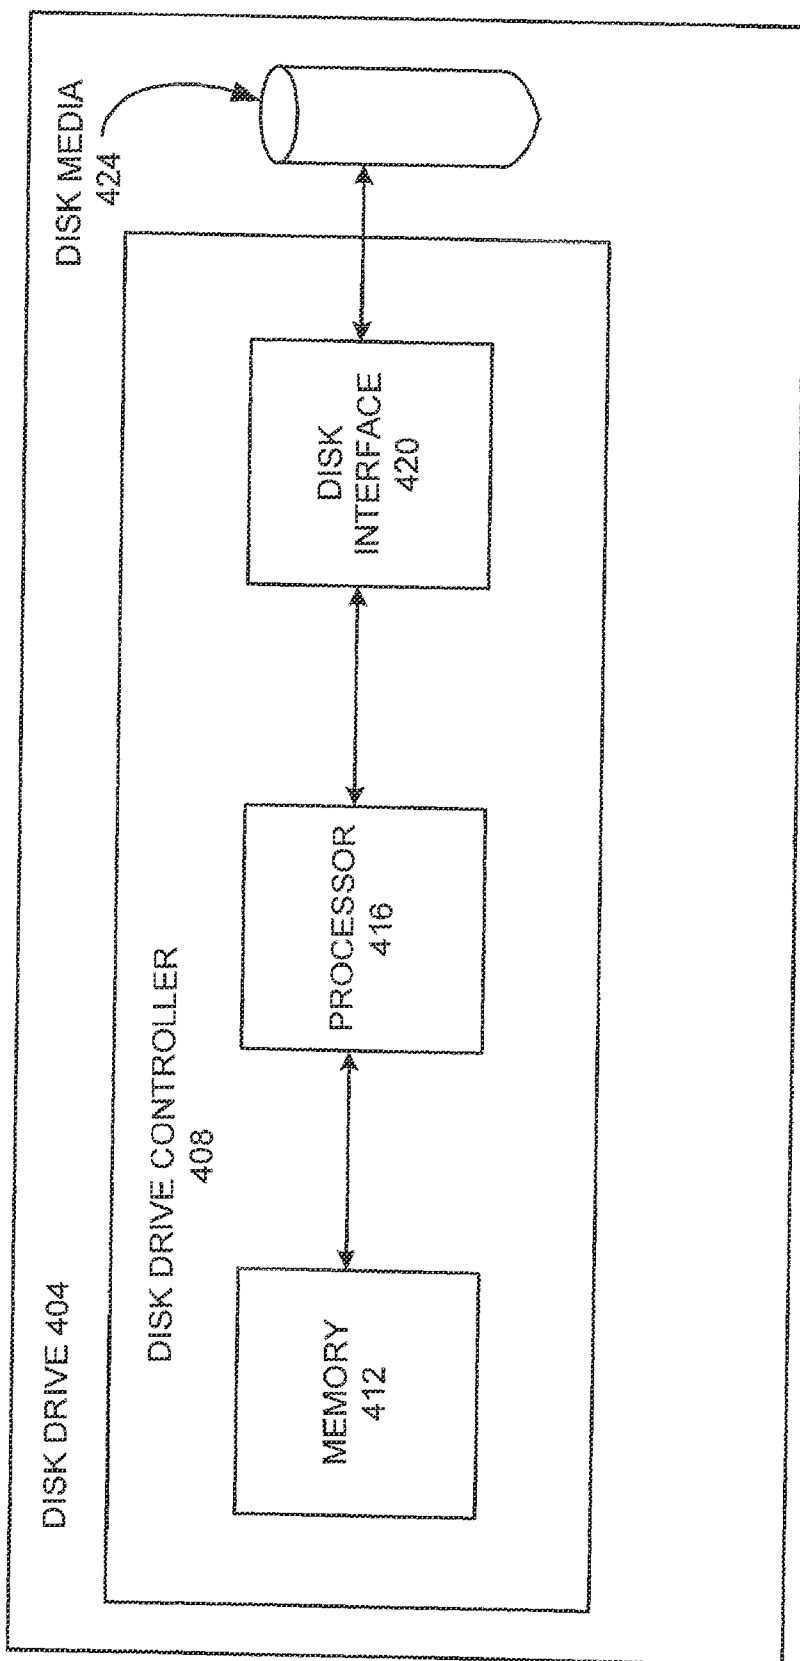 DISK DRIVE 404
DISK MEDIA
424
DISK DRIVE CONTROLLER
408
MEMORY
412
PROCESSOR
416
DISK
INTERFACE
420